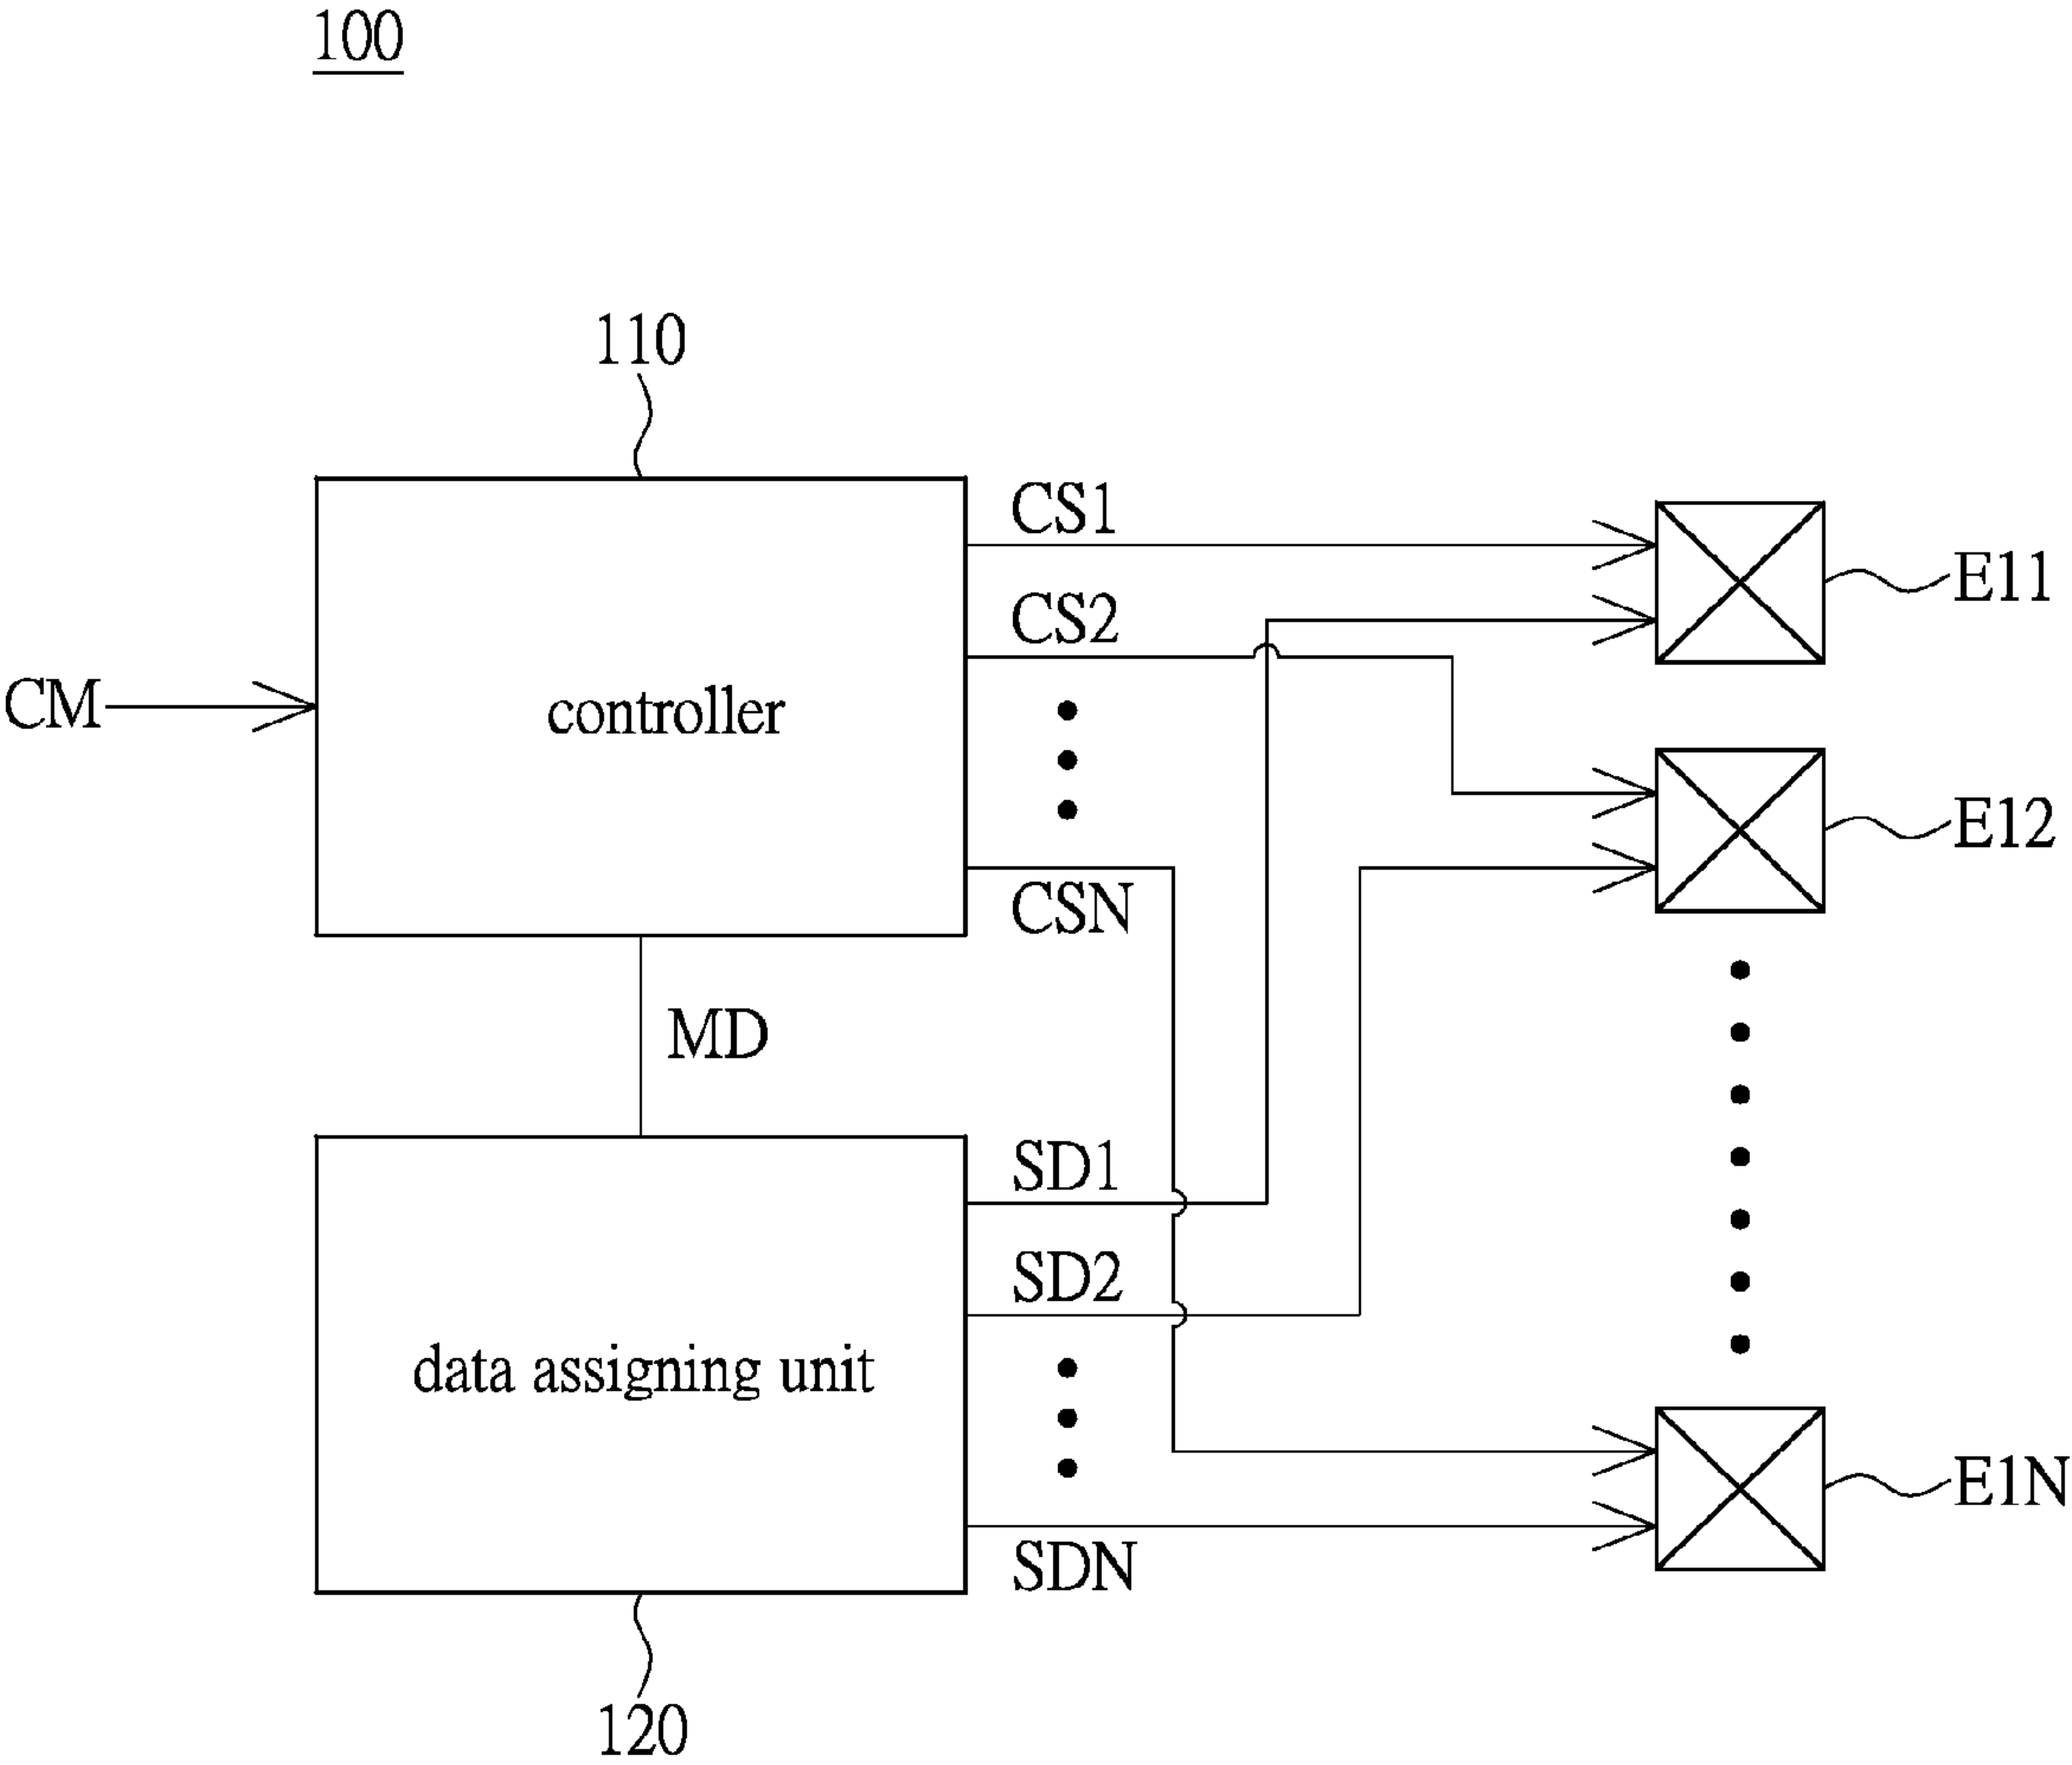 100
110
CS1
E11
CS2
CM
controller
E12
CSN
MD
SD1
SD2
data assigning unit
E1N
SDN
120